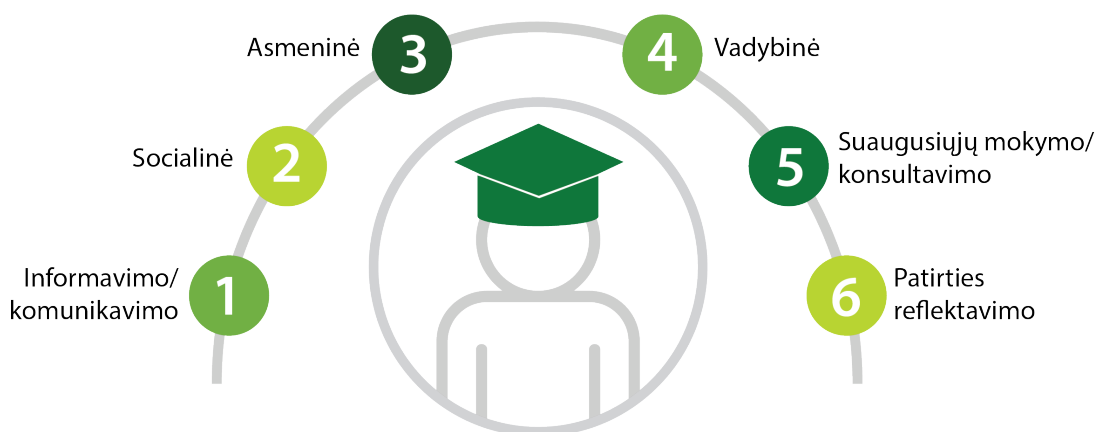 1
Informavimo/
komunikavimo
2
Socialinė
3
Asmeninė
4
Vadybinė
5
Suaugusiųjų mokymo/
konsultavimo
6
Patirties
reflektavimo